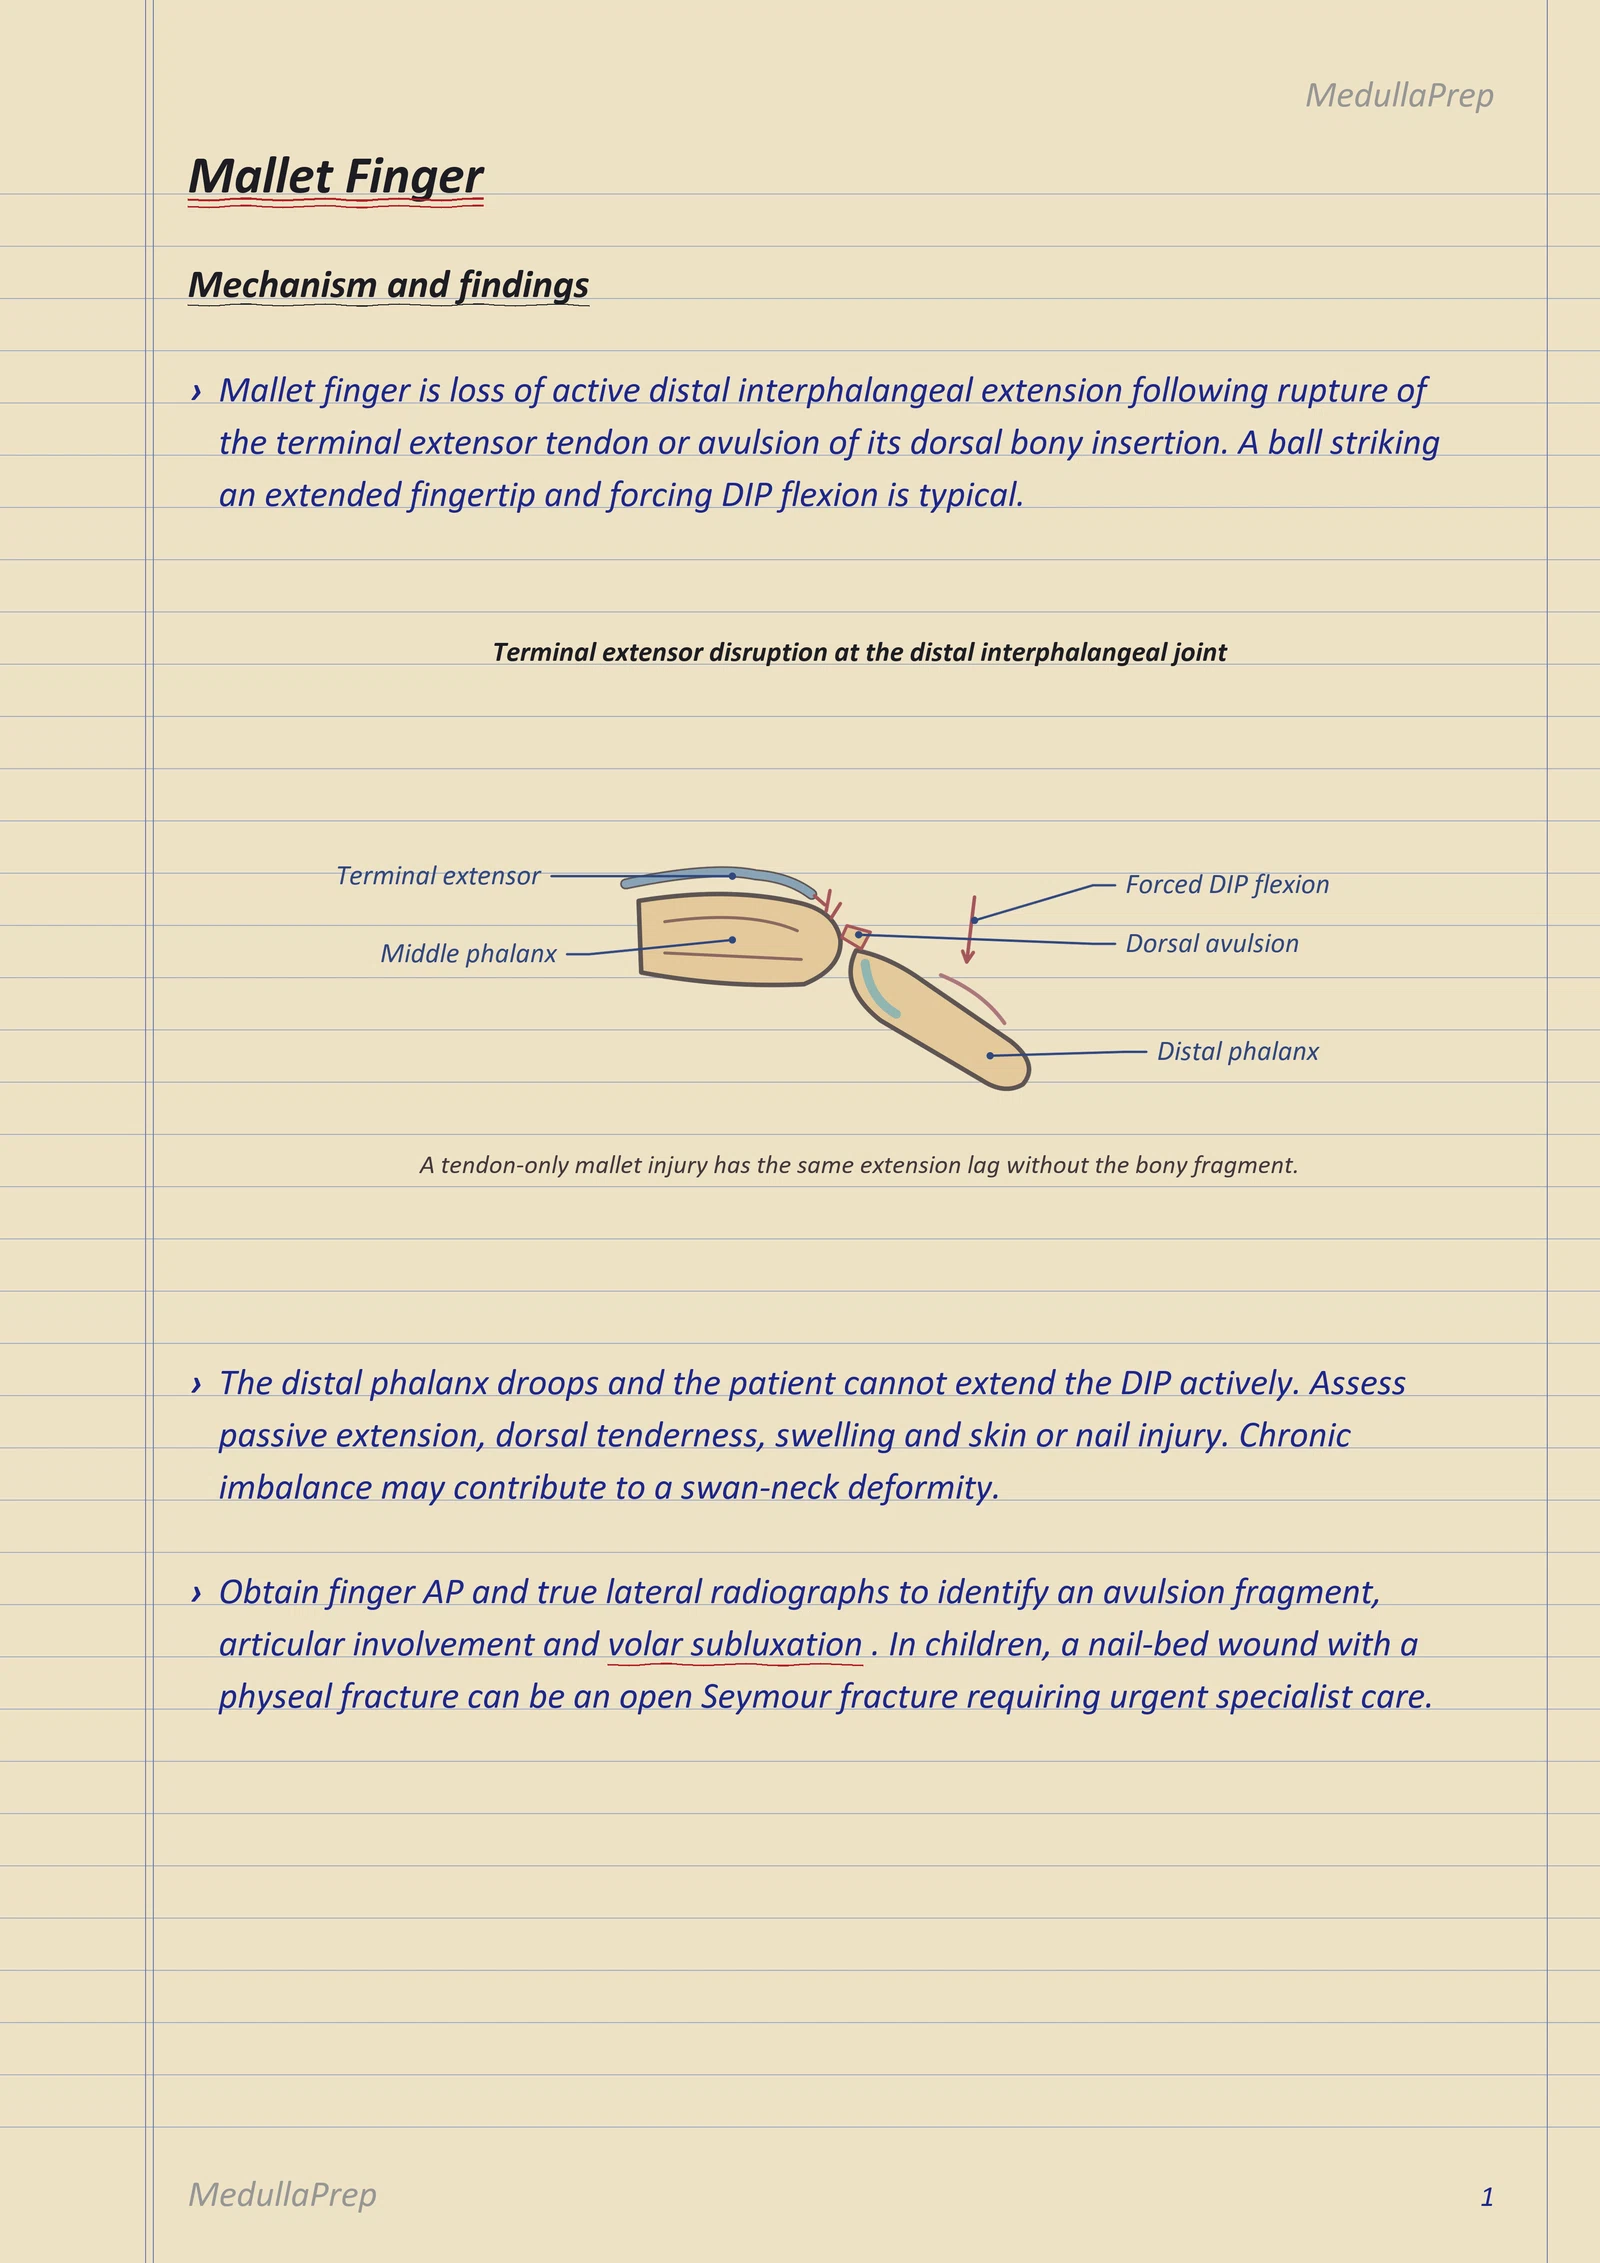 MedullaPrep
Mallet Finger
Mechanism and findings
› Mallet finger is loss of active distal interphalangeal extension following rupture of
the terminal extensor tendon or avulsion of its dorsal bony insertion. A ball striking
an extended fingertip and forcing DIP flexion is typical.
Terminal extensor disruption at the distal interphalangeal joint
Terminal extensor
Forced DIP flexion
Middle phalanx
Dorsal avulsion
Distal phalanx
A tendon-only mallet injury has the same extension lag without the bony fragment.
› The distal phalanx droops and the patient cannot extend the DIP actively. Assess
passive extension, dorsal tenderness, swelling and skin or nail injury. Chronic
imbalance may contribute to a swan-neck deformity.
› Obtain finger AP and true lateral radiographs to identify an avulsion fragment,
articular involvement and volar subluxation . In children, a nail-bed wound with a
physeal fracture can be an open Seymour fracture requiring urgent specialist care.
MedullaPrep
1